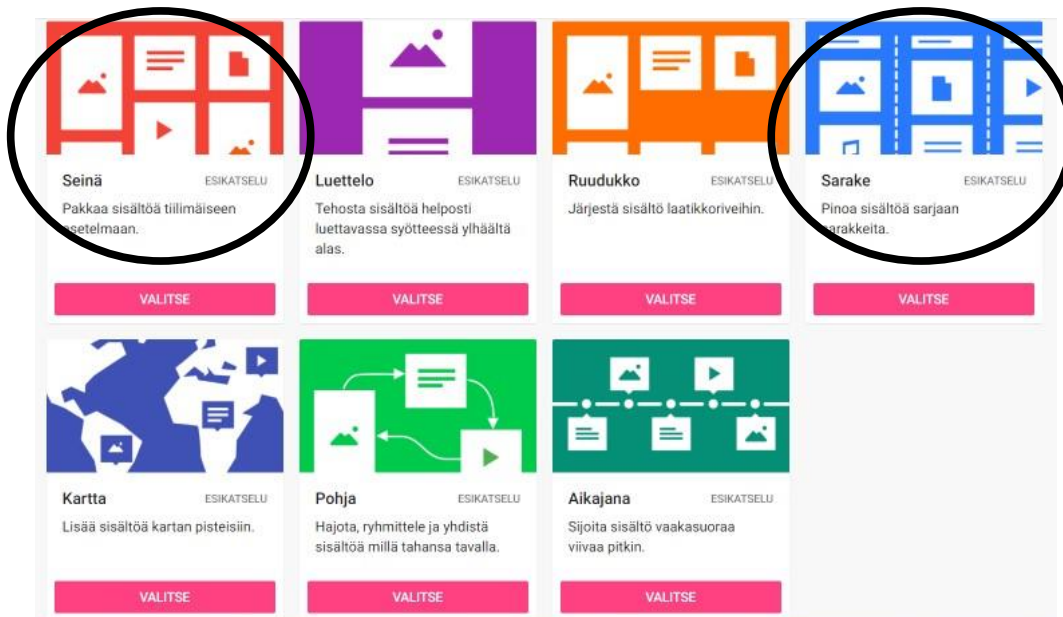 Seinä ESIKATSELU
Pakkaa sisältöä tiilimäiseen
asetelmaan.
VALITSE
Luettelo ESIKATSELU
Tehosta sisältöä helposti
luettavassa syötteessä ylhäältä
alas.
VALITSE
Ruudukko ESIKATSELU
Järjestä sisältö laatikkoriveihin.
VALITSE
Sarake ESIKATSELU
Pinoa sisältöä sarjaan
sarakkeita.
VALITSE
Kartta ESIKATSELU
Lisää sisältöä kartan pisteisiin.
VALITSE
Pohja ESIKATSELU
Hajota, ryhmittele ja yhdistä
sisältöä millä tahansa tavalla.
VALITSE
Aikajana ESIKATSELU
Sijoita sisältö vaakasuoraa
viivaa pitkin.
VALITSE